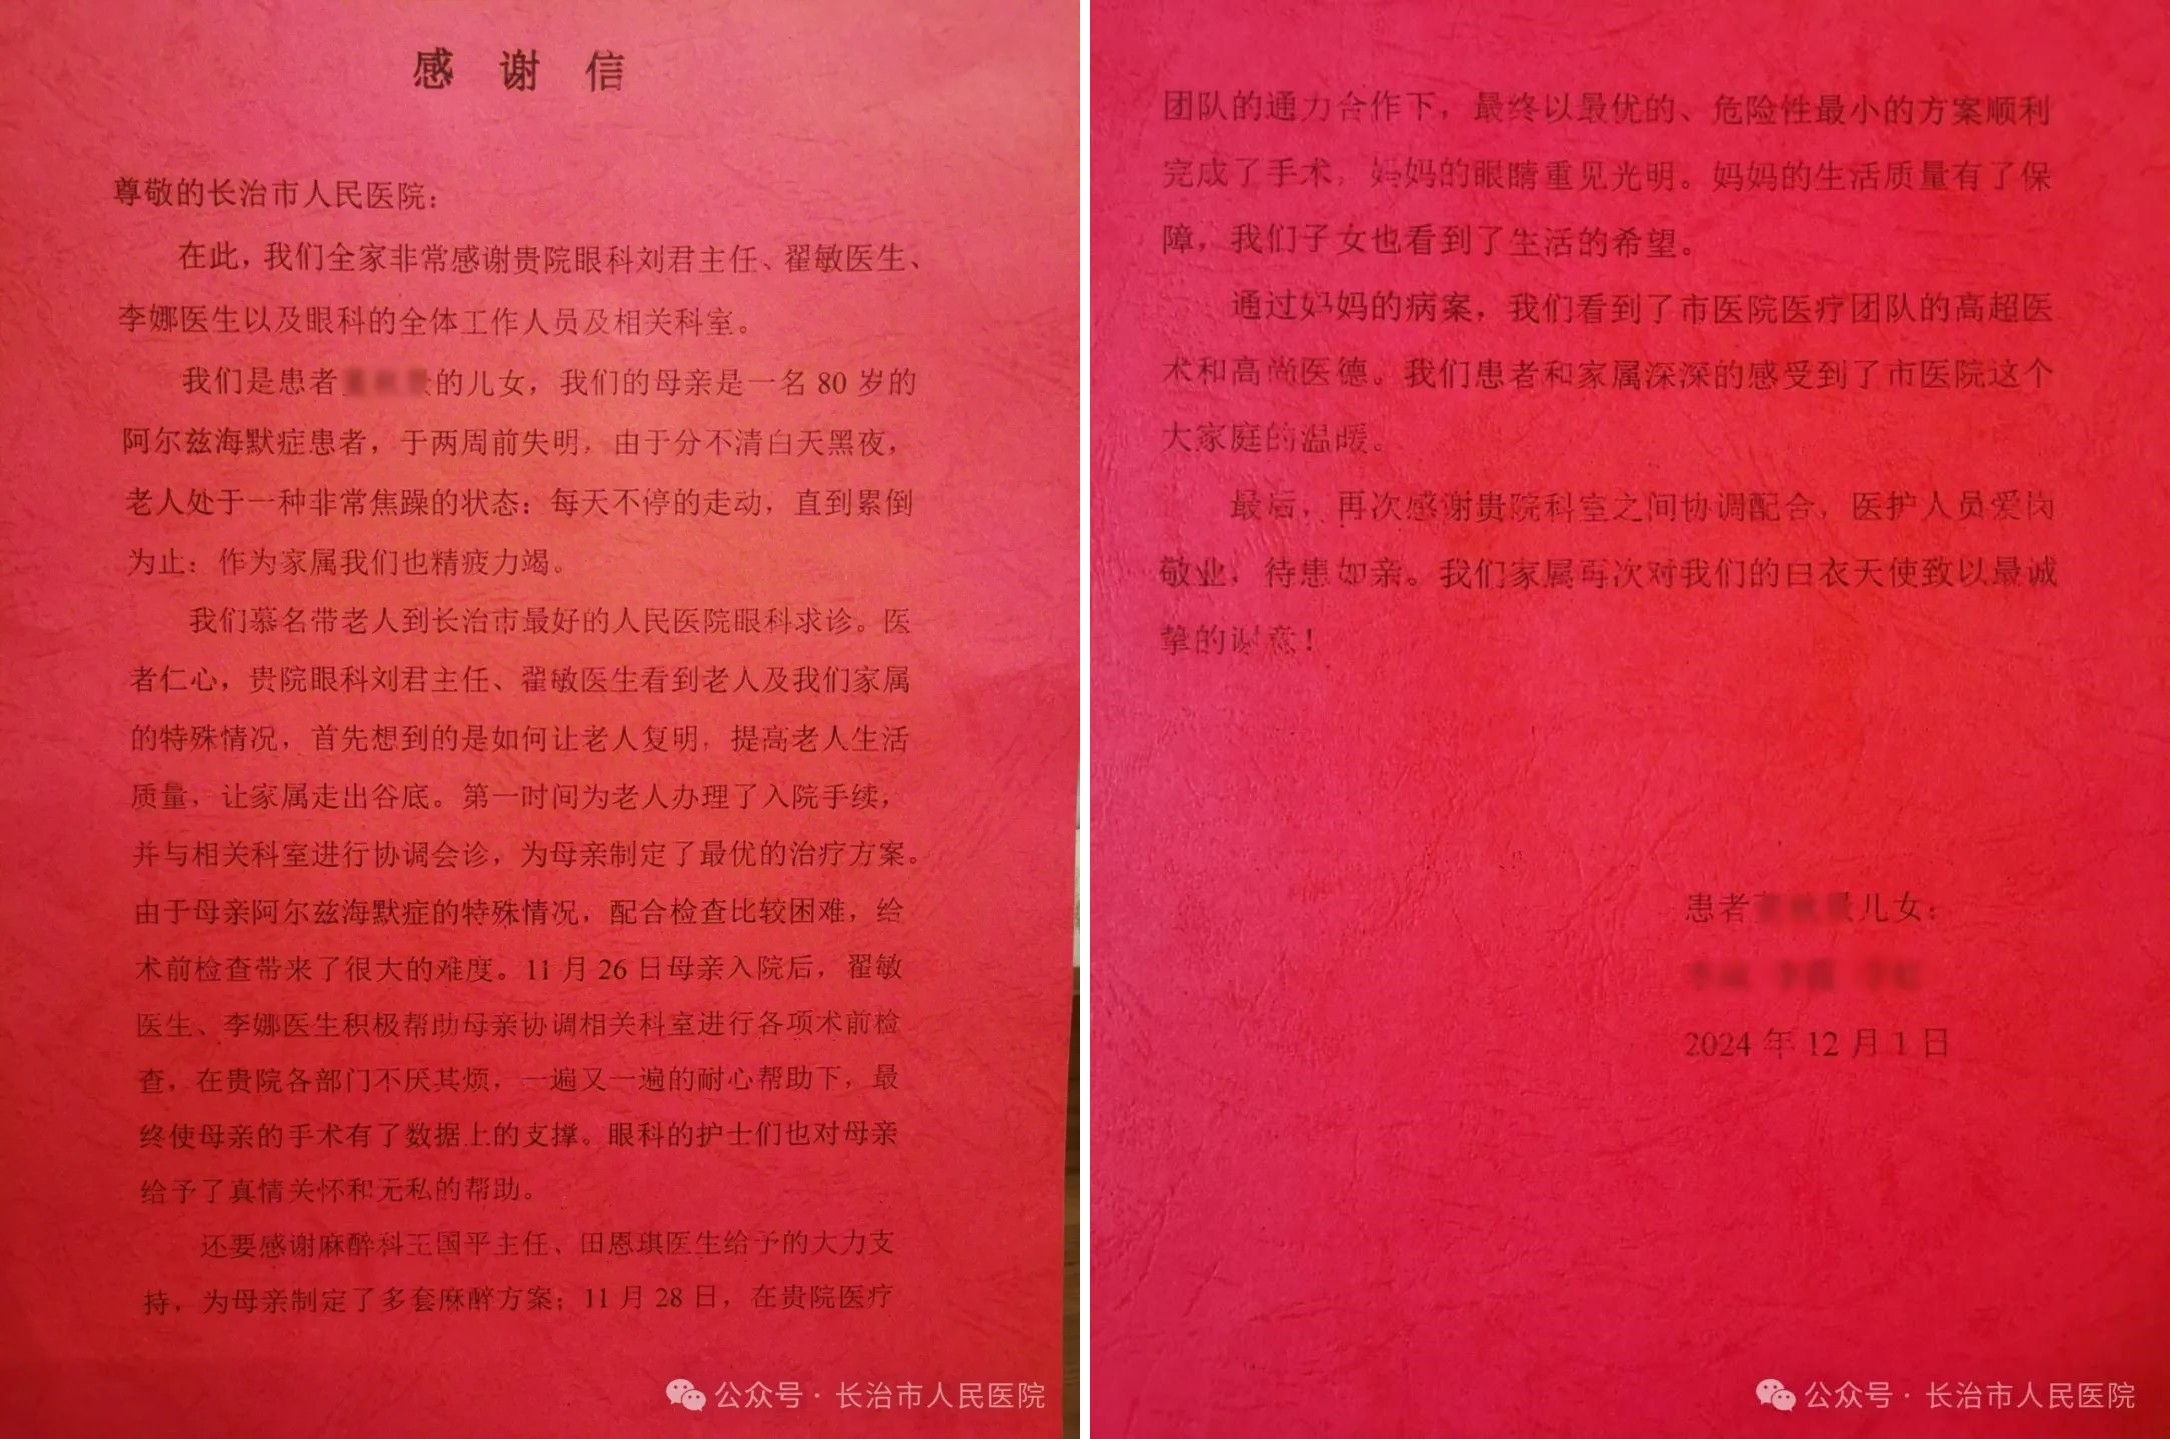 感谢信
尊敬的长治市人民医院：
在此，我们全家非常感谢贵院眼科刘君主任、翟敏医生、
李娜医生以及眼科的全体工作人员及相关科室。
我们是患者的儿女，我们的母亲是一名80岁的
阿尔兹海默症患者，于两周前失明，由于分不清白天黑夜，
老人处于一种非常焦躁的状态：每天不停的走动，直到累倒
为止：作为家属我们也精疲力竭。
我们慕名带老人到长治市最好的人民医院眼科求诊。医
者仁心，贵院眼科刘君主任、翟敏医生看到老人及我们家属
的特殊情况，首先想到的是如何让老人复明，提高老人生活
质量，让家属走出谷底。第一时间为老人办理了入院手续，
并与相关科室进行协调会诊，为母亲制定了最优的治疗方案。
由于母亲阿尔兹海默症的特殊情况，配合检查比较困难，给
术前检查带来了很大的难度。11月26日母亲入院后，翟敏
医生、李娜医生积极帮助母亲协调相关科室进行各项术前检
查，在贵院各部门不厌其烦，一遍又一遍的耐心帮助下，最
终使母亲的手术有了数据上的支撑。眼科的护士们也对母亲
给予了真情关怀和无私的帮助。
还要感谢麻醉科王国平主任、田恩琪医生给予的大力支
持，为母亲制定了多套麻醉方案；11月28日，在贵院医疗
公众号·长治市人民医院
团队的通力合作下，最终以最优的、危险性最小的方案顺利
完成了手术，妈妈的眼睛重见光明。妈妈的生活质量有了保
障，我们子女也看到了生活的希望。
通过妈妈的病案，我们看到了市医院医疗团队的高超医
术和高尚医德。我们患者和家属深深的感受到了市医院这个
大家庭的温暖。
最后，再次感谢贵院科室之间协调配合，医护人员爱岗
敬业，待患如亲。我们家属再次对我们的白衣天使致以最诚
挚的谢意！
患者儿女：
2024年12月1日
公众号·长治市人民医院